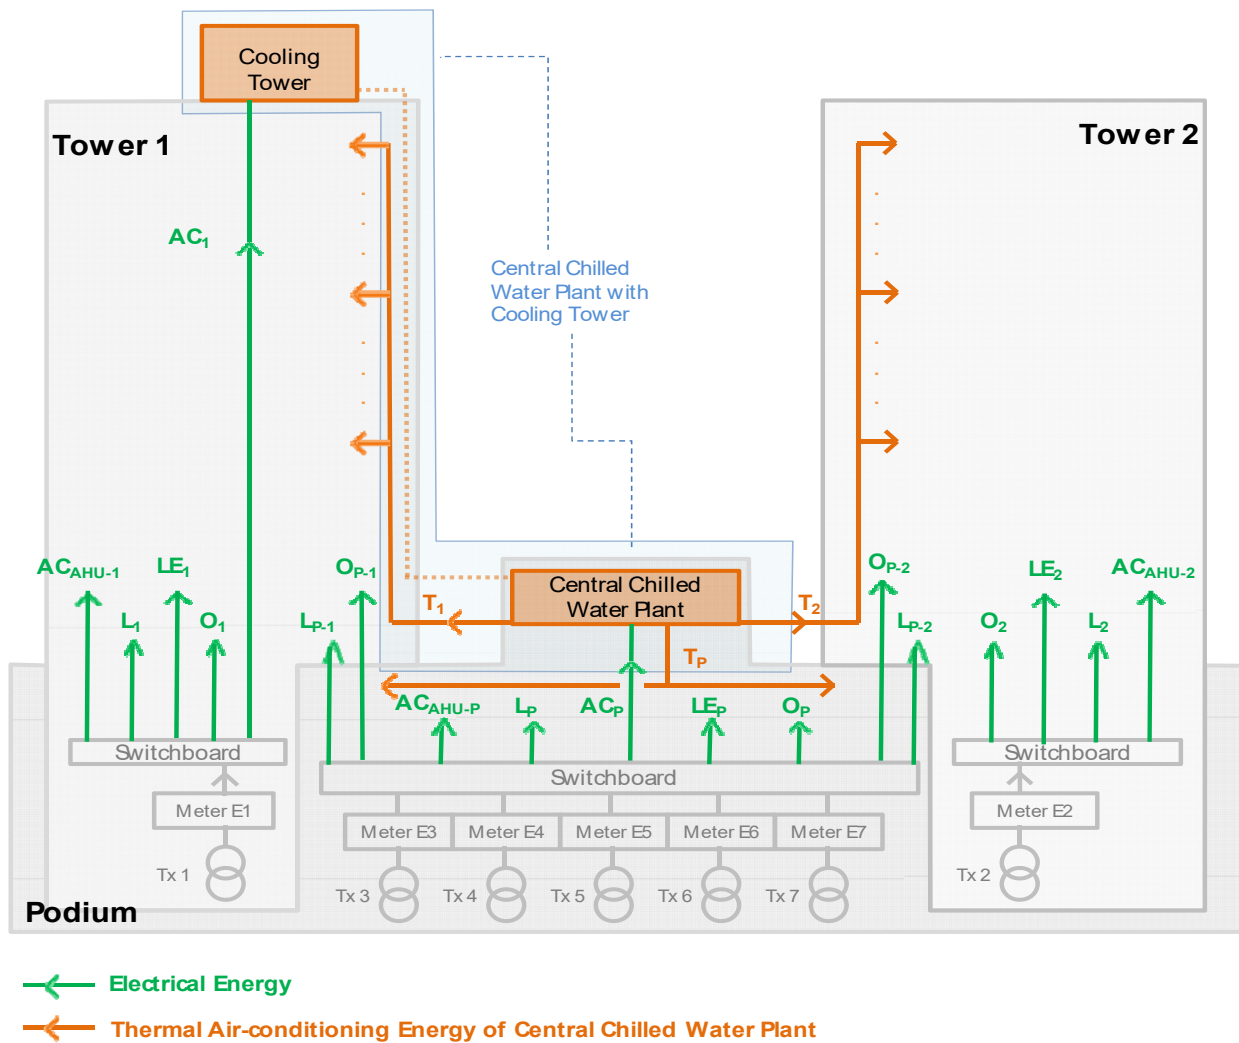 Cooling
Tower
Tower 1
Tower 2
AC1
Central Chilled
Water Plant with
Cooling Tower
ACAHU-1
LE1
OP-1
L1
O1
LP-1
T1
Central Chilled
Water Plant
T2
TP
OP-2
LP-2
O2
LE2
L2
ACAHU-2
ACAHU-P
LP
ACP
LEP
OP
Switchboard
Switchboard
Switchboard
Meter E1
Meter E3
Meter E4
Meter E5
Meter E6
Meter E7
Meter E2
Tx 1
Tx 3
Tx 4
Tx 5
Tx 6
Tx 7
Tx 2
Podium
Electrical Energy
Thermal Air-conditioning Energy of Central Chilled Water Plant